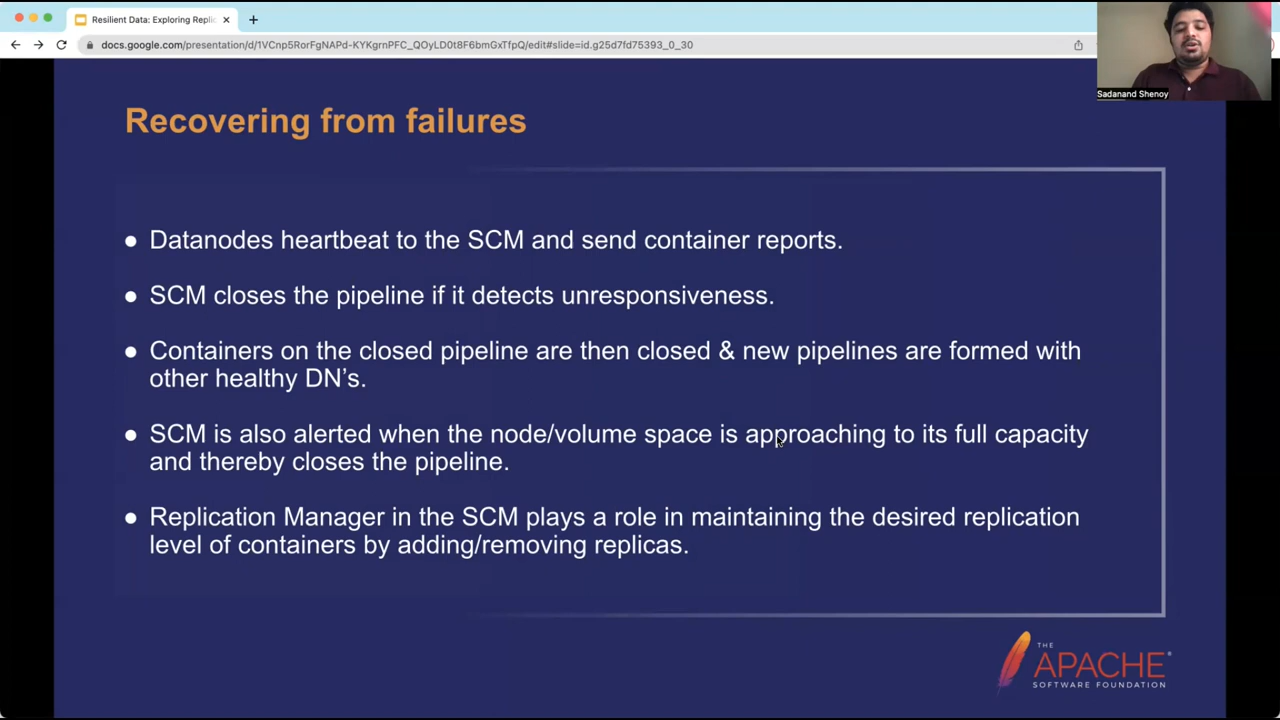 Resilient Data: Exploring Replic
docs.google.com/presentation/d/1VCnp5RorFgNAPd-KYKgrnPFC_QOyLD0t8F6bmGxTfpQ/edit#slide=id.g25d7fd75393_0_30
Sadanand Shenoy
Recovering from failures
● Datanodes heartbeat to the SCM and send container reports.
● SCM closes the pipeline if it detects unresponsiveness.
● Containers on the closed pipeline are then closed & new pipelines are formed with
other healthy DN's.
● SCM is also alerted when the node/volume space is approaching to its full capacity
and thereby closes the pipeline.
● Replication Manager in the SCM plays a role in maintaining the desired replication
level of containers by adding/removing replicas.
THE
APACHE®
SOFTWARE FOUNDATION